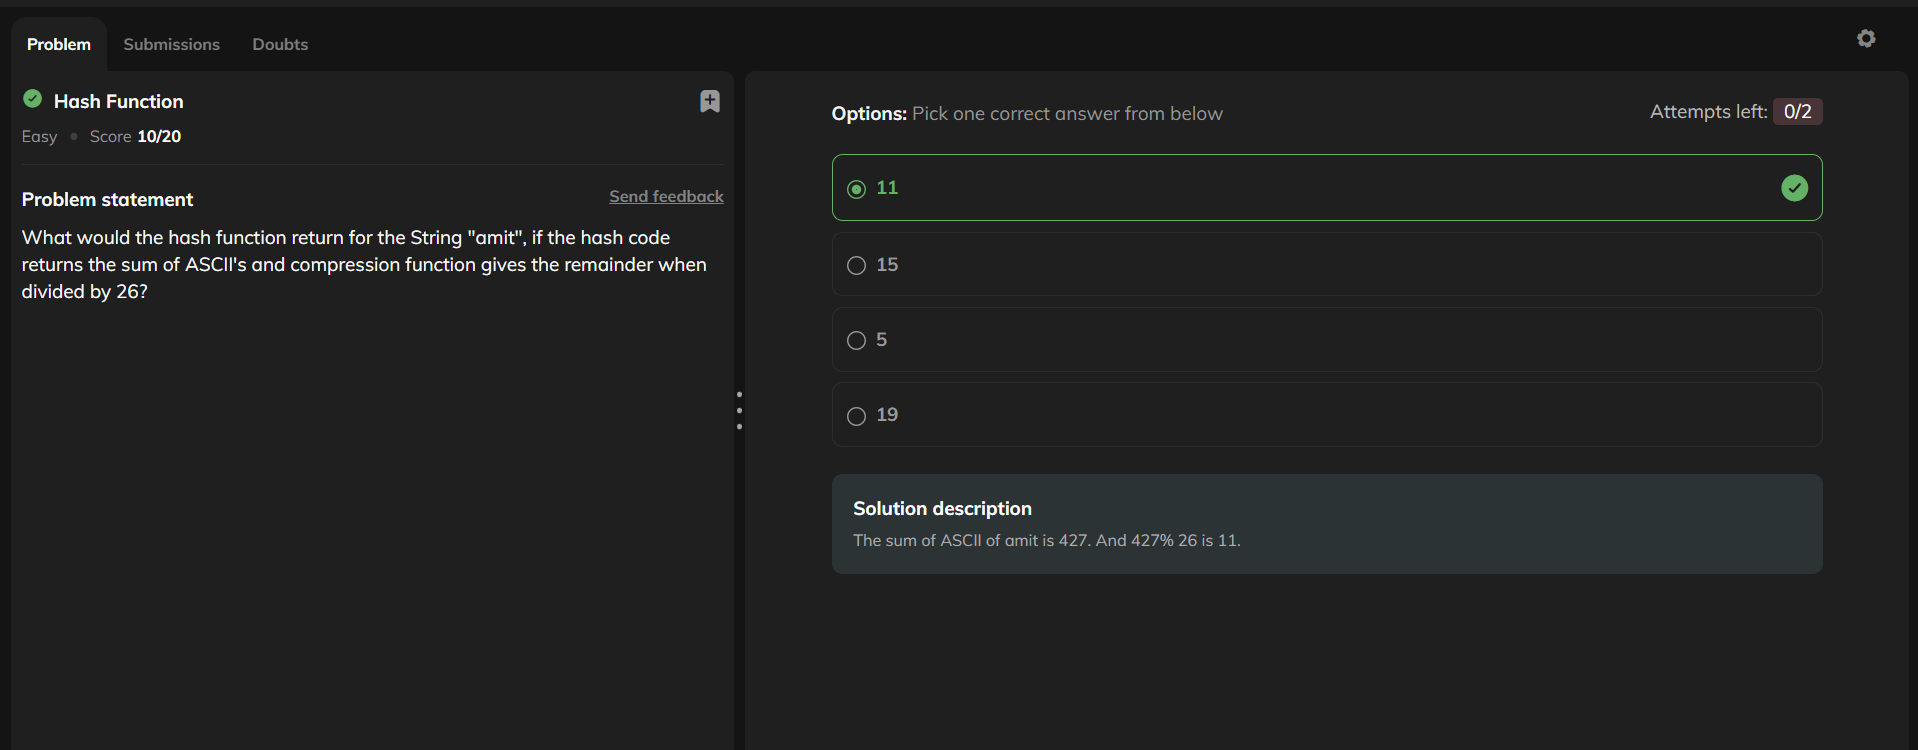 Problem Submissions Doubts
Hash Function
Easy • Score 10/20
Problem statement Send feedback
What would the hash function return for the String "amit", if the hash code
returns the sum of ASCII's and compression function gives the remainder when
divided by 26?
Options: Pick one correct answer from below Attempts left: 0/2
11
15
5
19
Solution description
The sum of ASCII of amit is 427. And 427% 26 is 11.